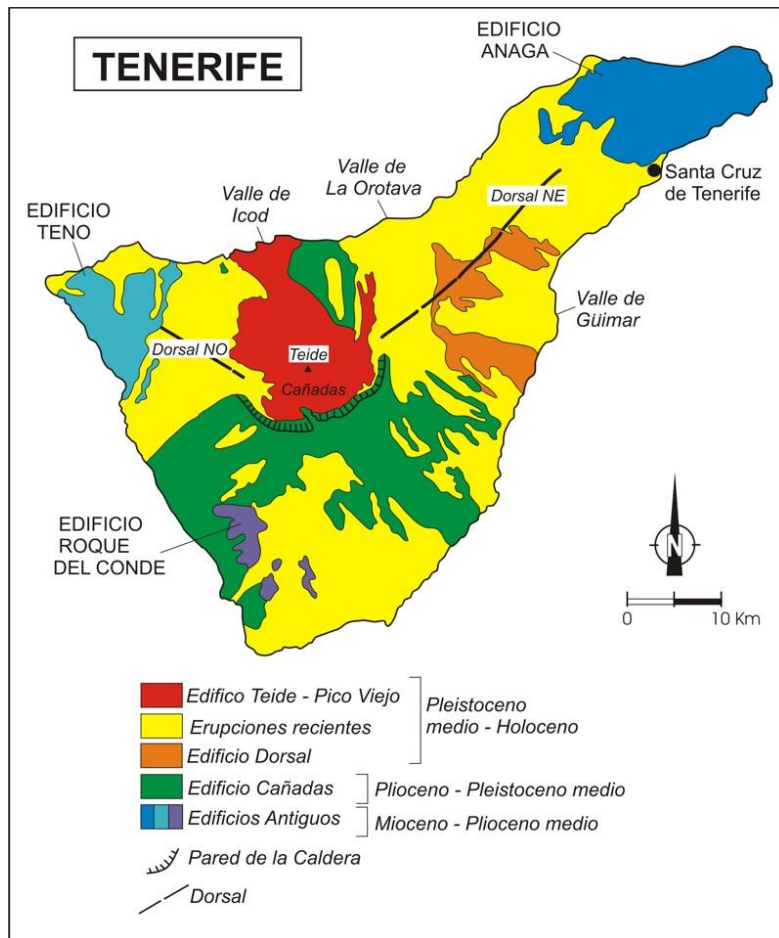 TENERIFE
EDIFICIO
ANAGA
Santa Cruz
de Tenerife
Valle de
La Orotava
Dorsal NE
Valle de
Icod
EDIFICIO
TENO
Valle de
Güimar
Dorsal NO
Teide
Cañadas
EDIFICIO
ROQUE
DEL CONDE
N
0 10 Km
Edifico Teide - Pico Viejo
Erupciones recientes
Edificio Dorsal
Pleistoceno
medio - Holoceno
Edificio Cañadas
Plioceno - Pleistoceno medio
Edificios Antiguos
Mioceno - Plioceno medio
Pared de la Caldera
Dorsal